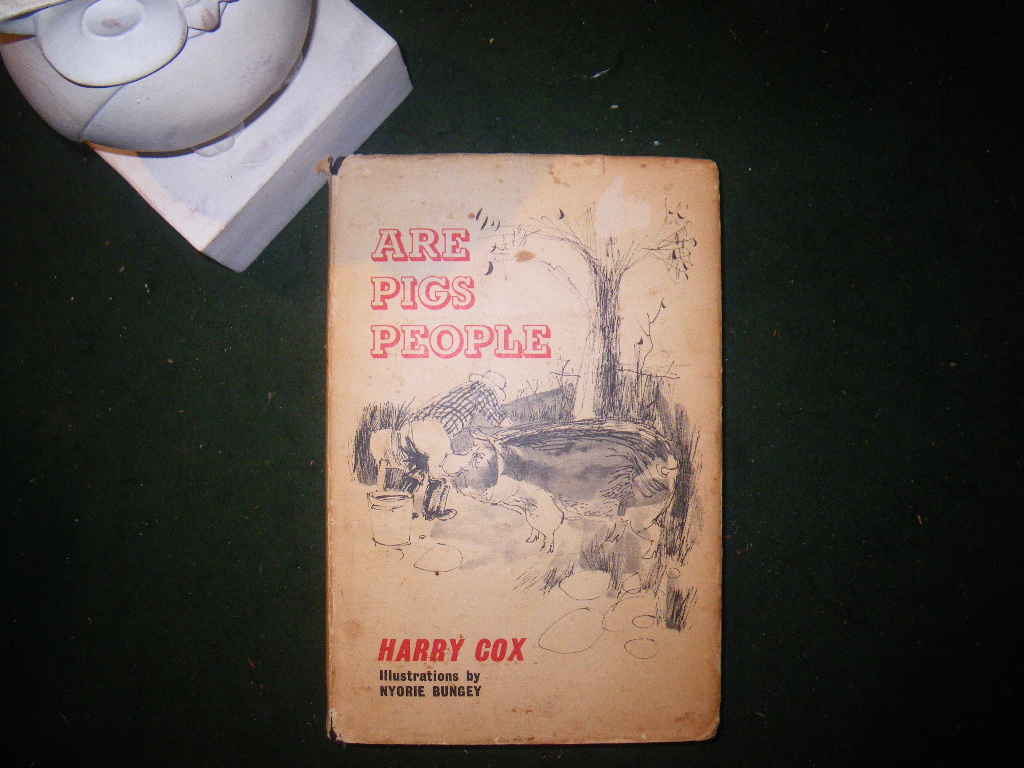 ARE
PIGS
PEOPLE
HARRY COX
Illustrations by
NYORIE BUNGEY